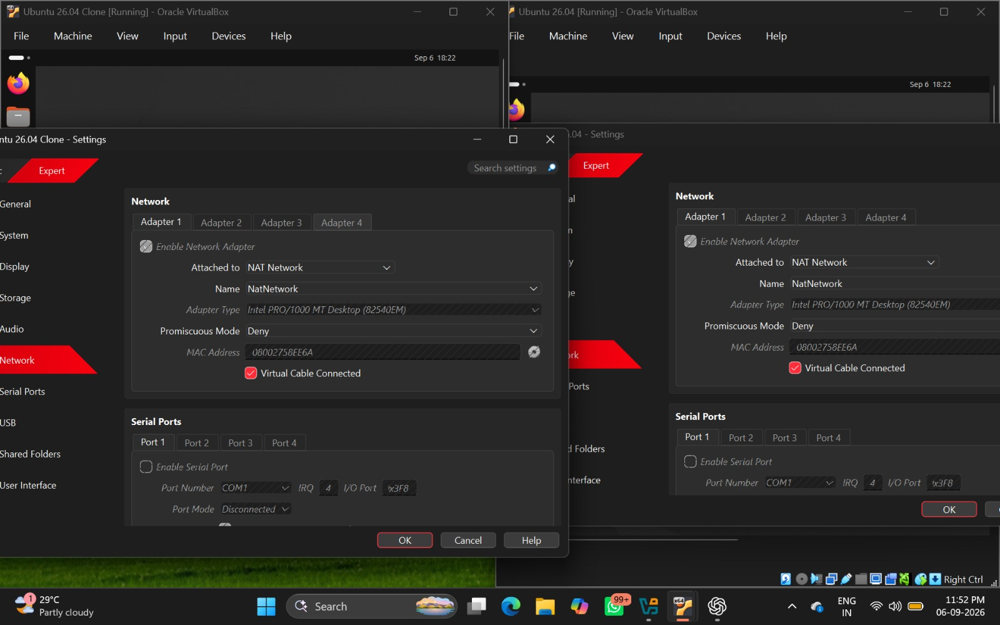 Ubuntu 26.04 Clone [Running] - Oracle VirtualBox
File Machine View Input Devices Help
Sep 6 18:22
Ubuntu 26.04 [Running] - Oracle VirtualBox
File Machine View Input Devices Help
Sep 6 18:22
ntu 26.04 Clone - Settings
Expert
Search settings
General
System
Display
Storage
Audio
Network
Serial Ports
USB
Shared Folders
User Interface
Network
Adapter 1 Adapter 2 Adapter 3 Adapter 4
Enable Network Adapter
Attached to NAT Network
Name NatNetwork
Adapter Type Intel PRO/1000 MT Desktop (82540EM)
Promiscuous Mode Deny
MAC Address 08002758EE6A
Virtual Cable Connected
Serial Ports
Port 1 Port 2 Port 3 Port 4
Enable Serial Port
Port Number COM1 IRQ 4 I/O Port 0x3F8
Port Mode Disconnected
OK Cancel Help
.04 - Settings
Expert
al
m
y
ge
rk
Ports
d Folders
nterface
Network
Adapter 1 Adapter 2 Adapter 3 Adapter 4
Enable Network Adapter
Attached to NAT Network
Name NatNetwork
Adapter Type Intel PRO/1000 MT Desktop (82540EM)
Promiscuous Mode Deny
MAC Address 08002758EE6A
Virtual Cable Connected
Serial Ports
Port 1 Port 2 Port 3 Port 4
Enable Serial Port
Port Number COM1 IRQ 4 I/O Port 0x3F8
OK
Right Ctrl
1
29°C
Partly cloudy
Search
99+
x64
ENG
IN
11:52 PM
06-09-2026